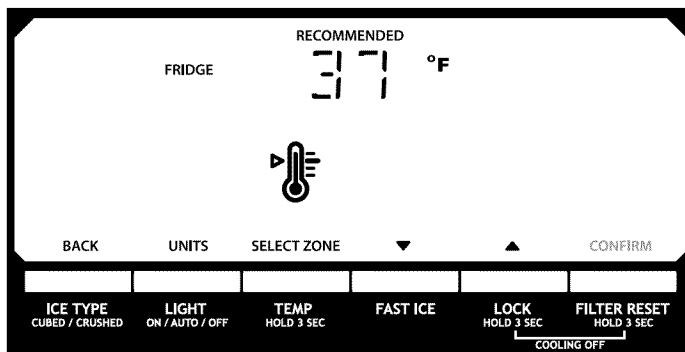 RECOMMENDED
FRIDGE 37 °F
BACK UNITS SELECT ZONE ▼ ▲ CONFIRM
ICE TYPE LIGHT TEMP FAST ICE LOCK FILTER RESET
CUBED / CRUSHED ON / AUTO / OFF HOLD 3 SEC HOLD 3 SEC HOLD 3 SEC
COOLING OFF